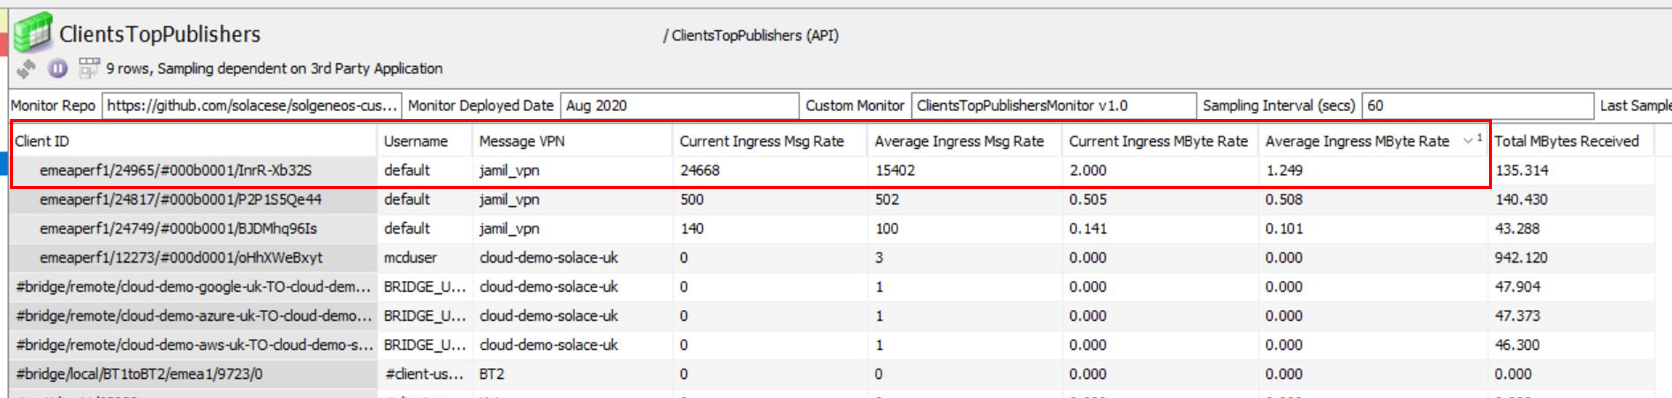 ClientsTopPublishers
/ ClientsTopPublishers (API)
9 rows, Sampling dependent on 3rd Party Application
Monitor Repo https://github.com/solacese/solgeneos-cus... Monitor Deployed Date Aug 2020 Custom Monitor ClientsTopPublishersMonitor v1.0 Sampling Interval (secs) 60 Last Sample
Client ID Username Message VPN Current Ingress Msg Rate Average Ingress Msg Rate Current Ingress MByte Rate Average Ingress MByte Rate 1 Total MBytes Received
emeaperf1/24965/#000b0001/InrR-Xb32S default jamil_vpn 24668 15402 2.000 1.249 135.314
emeaperf1/24817/#000b0001/P2P1S5Qe44 default jamil_vpn 500 502 0.505 0.508 140.430
emeaperf1/24749/#000b0001/BJDMhq96Is default jamil_vpn 140 100 0.141 0.101 43.288
emeaperf1/12273/#000d0001/oHhXWeBxyt mcduser cloud-demo-solace-uk 0 3 0.000 0.000 942.120
#bridge/remote/cloud-demo-google-uk-TO-cloud-dem... BRIDGE_U... cloud-demo-solace-uk 0 1 0.000 0.000 47.904
#bridge/remote/cloud-demo-azure-uk-TO-cloud-demo... BRIDGE_U... cloud-demo-solace-uk 0 1 0.000 0.000 47.373
#bridge/remote/cloud-demo-aws-uk-TO-cloud-demo-s... BRIDGE_U... cloud-demo-solace-uk 0 1 0.000 0.000 46.300
#bridge/local/BT1toBT2/emea1/9723/0 #client-us... BT2 0 0 0.000 0.000 0.000